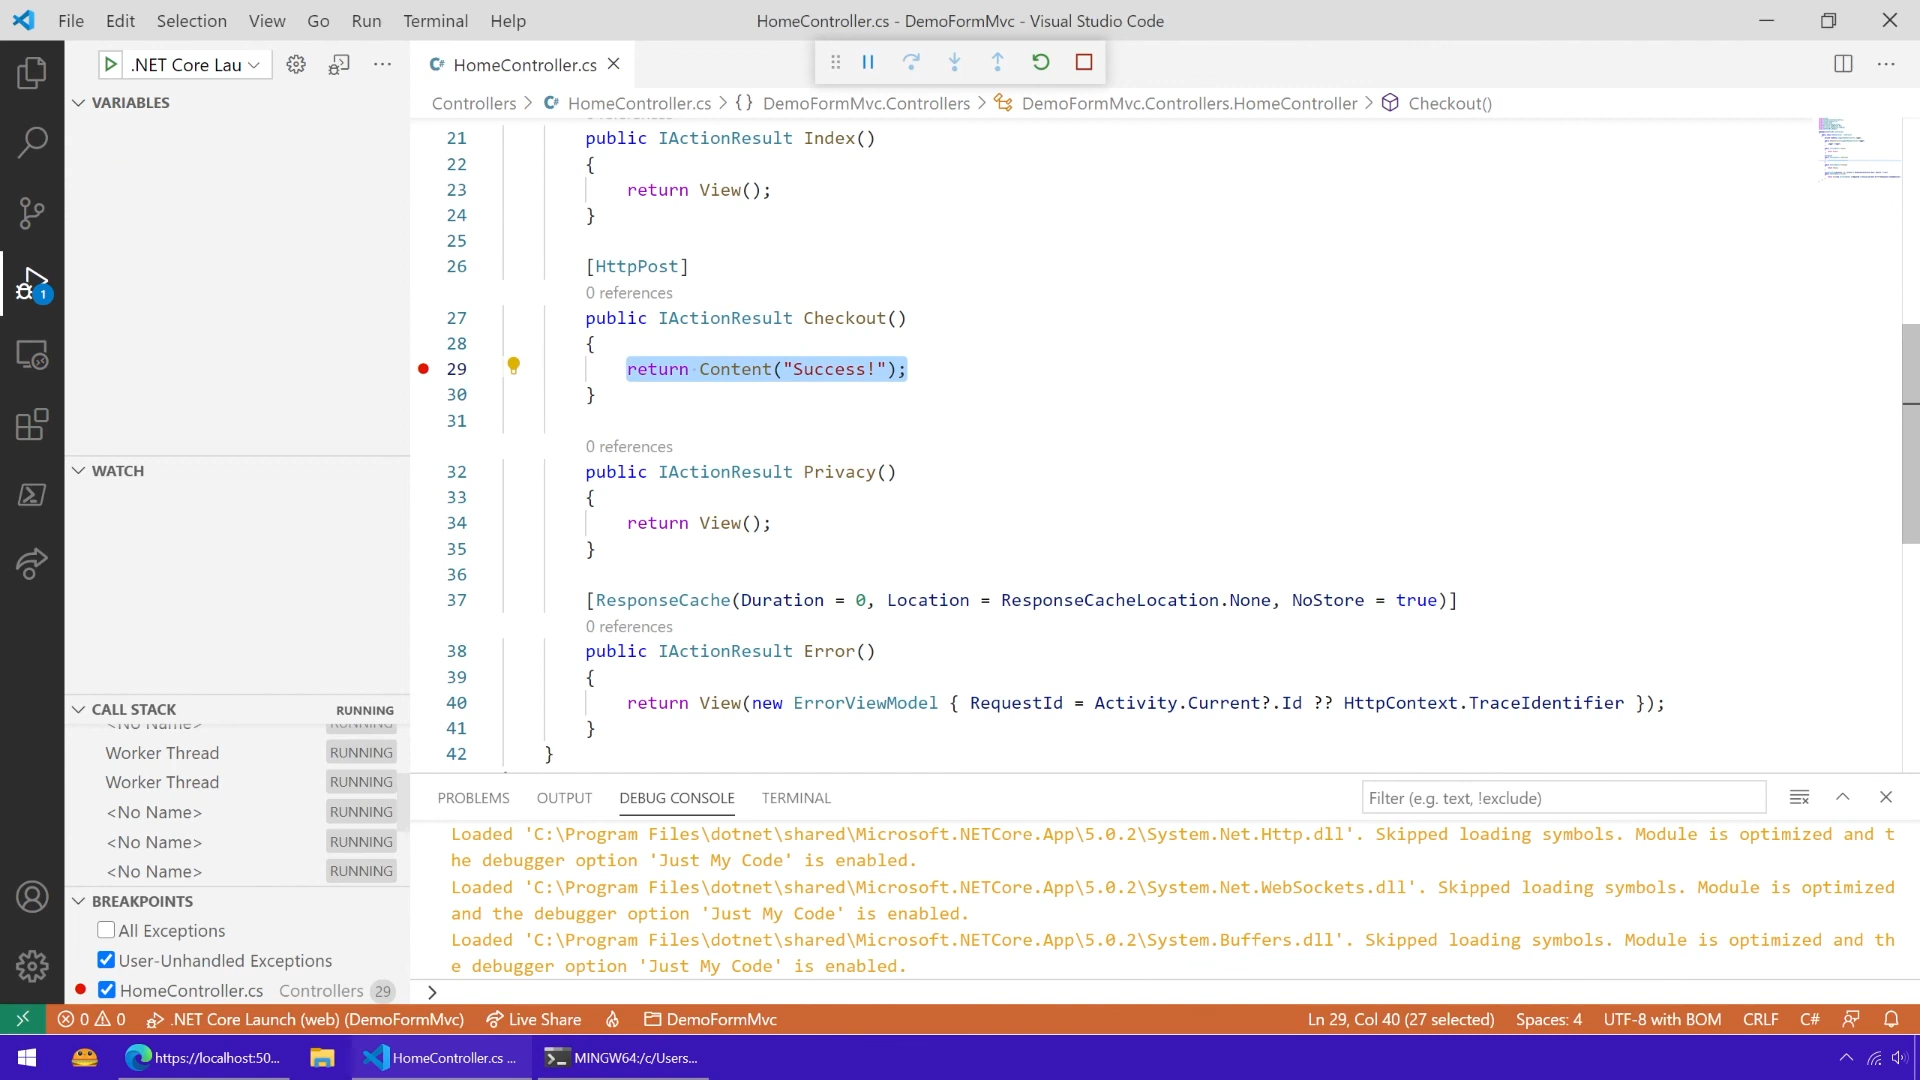 File Edit Selection View Go Run Terminal Help HomeController.cs - DemoFormMvc - Visual Studio Code
.NET Core Lau
HomeController.cs
VARIABLES
Controllers HomeController.cs {} DemoFormMvc.Controllers DemoFormMvc.Controllers.HomeController Checkout()
21 public IActionResult Index()
22 {
23 return View();
24 }
25
26 [HttpPost]
0 references
27 public IActionResult Checkout()
28 {
29 return Content("Success!");
30 }
31
0 references
32 public IActionResult Privacy()
33 {
34 return View();
35 }
36
37 [ResponseCache(Duration = 0, Location = ResponseCacheLocation.None, NoStore = true)]
0 references
38 public IActionResult Error()
39 {
40 return View(new ErrorViewModel { RequestId = Activity.Current?.Id ?? HttpContext.TraceIdentifier });
41 }
42 }
1
WATCH
CALL STACK RUNNING
<No Name> RUNNING
Worker Thread RUNNING
Worker Thread RUNNING
<No Name> RUNNING
<No Name> RUNNING
<No Name> RUNNING
BREAKPOINTS
All Exceptions
User-Unhandled Exceptions
HomeController.cs Controllers 29
PROBLEMS OUTPUT DEBUG CONSOLE TERMINAL Filter (e.g. text, !exclude)
Loaded 'C:\Program Files\dotnet\shared\Microsoft.NETCore.App\5.0.2\System.Net.Http.dll'. Skipped loading symbols. Module is optimized and t
he debugger option 'Just My Code' is enabled.
Loaded 'C:\Program Files\dotnet\shared\Microsoft.NETCore.App\5.0.2\System.Net.WebSockets.dll'. Skipped loading symbols. Module is optimized
and the debugger option 'Just My Code' is enabled.
Loaded 'C:\Program Files\dotnet\shared\Microsoft.NETCore.App\5.0.2\System.Buffers.dll'. Skipped loading symbols. Module is optimized and th
e debugger option 'Just My Code' is enabled.
0 0 .NET Core Launch (web) (DemoFormMvc) Live Share DemoFormMvc Ln 29, Col 40 (27 selected) Spaces: 4 UTF-8 with BOM CRLF C#
https://localhost:50... HomeController.cs ... MINGW64:/c/Users...